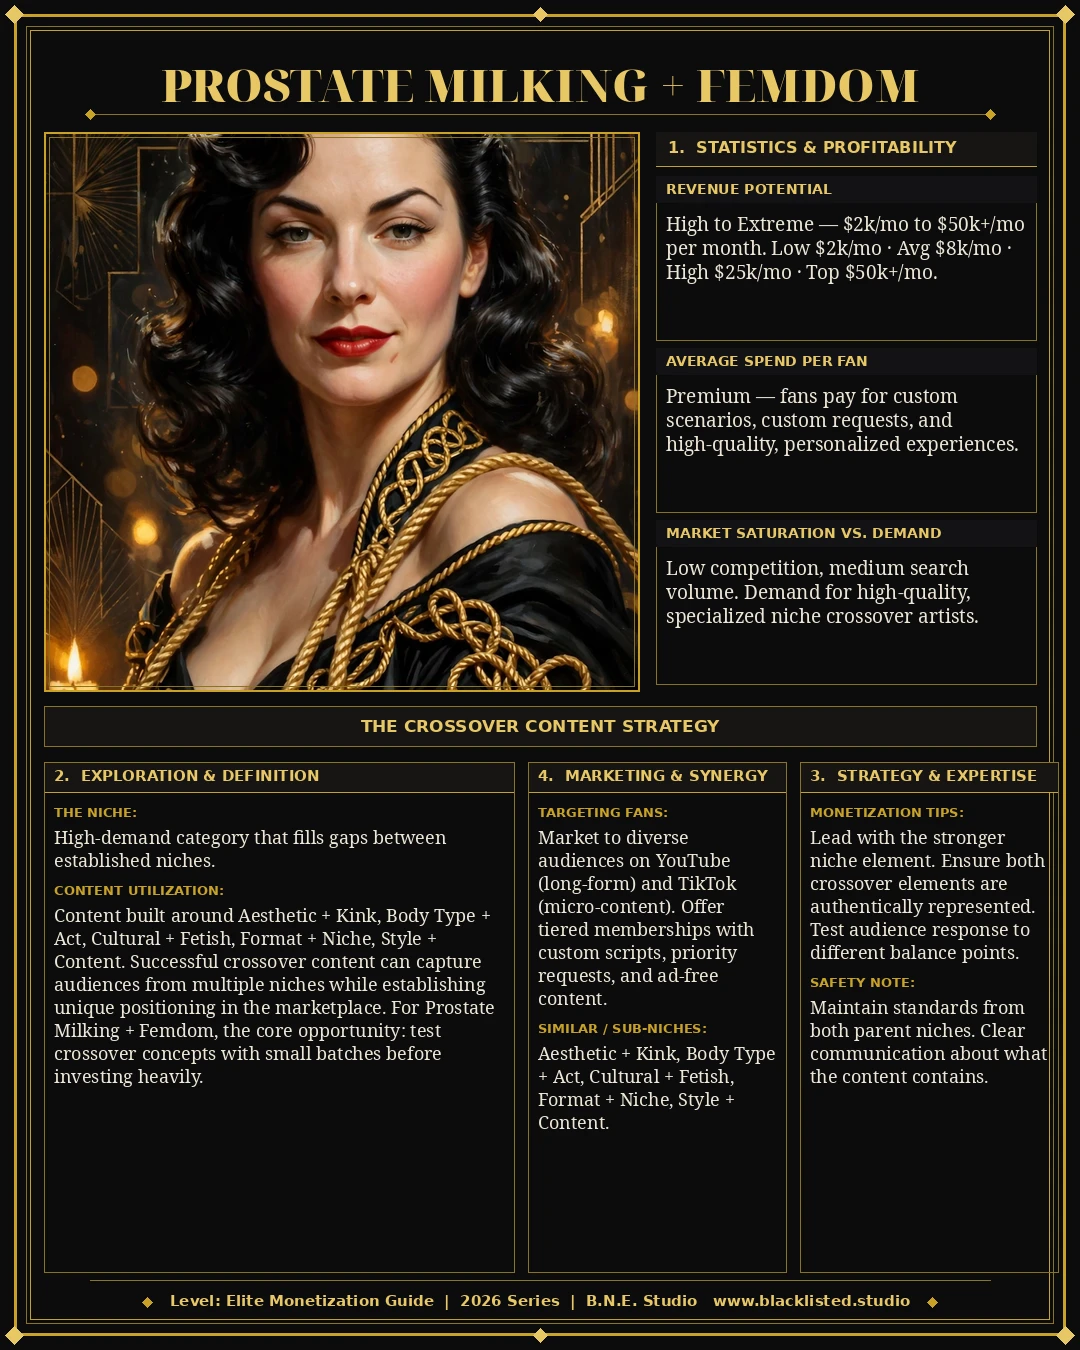 PROSTATE MILKING + FEMDOM
1. STATISTICS & PROFITABILITY
REVENUE POTENTIAL
High to Extreme — $2k/mo to $50k+/mo
per month. Low $2k/mo · Avg $8k/mo ·
High $25k/mo · Top $50k+/mo.
AVERAGE SPEND PER FAN
Premium — fans pay for custom
scenarios, custom requests, and
high-quality, personalized experiences.
MARKET SATURATION VS. DEMAND
Low competition, medium search
volume. Demand for high-quality,
specialized niche crossover artists.
THE CROSSOVER CONTENT STRATEGY
2. EXPLORATION & DEFINITION
THE NICHE:
High-demand category that fills gaps between
established niches.
CONTENT UTILIZATION:
Content built around Aesthetic + Kink, Body Type +
Act, Cultural + Fetish, Format + Niche, Style +
Content. Successful crossover content can capture
audiences from multiple niches while establishing
unique positioning in the marketplace. For Prostate
Milking + Femdom, the core opportunity: test
crossover concepts with small batches before
investing heavily.
4. MARKETING & SYNERGY
TARGETING FANS:
Market to diverse
audiences on YouTube
(long-form) and TikTok
(micro-content). Offer
tiered memberships with
custom scripts, priority
requests, and ad-free
content.
SIMILAR / SUB-NICHES:
Aesthetic + Kink, Body Type
+ Act, Cultural + Fetish,
Format + Niche, Style +
Content.
3. STRATEGY & EXPERTISE
MONETIZATION TIPS:
Lead with the stronger
niche element. Ensure both
crossover elements are
authentically represented.
Test audience response to
different balance points.
SAFETY NOTE:
Maintain standards from
both parent niches. Clear
communication about what
the content contains.
Level: Elite Monetization Guide | 2026 Series | B.N.E. Studio www.blacklisted.studio